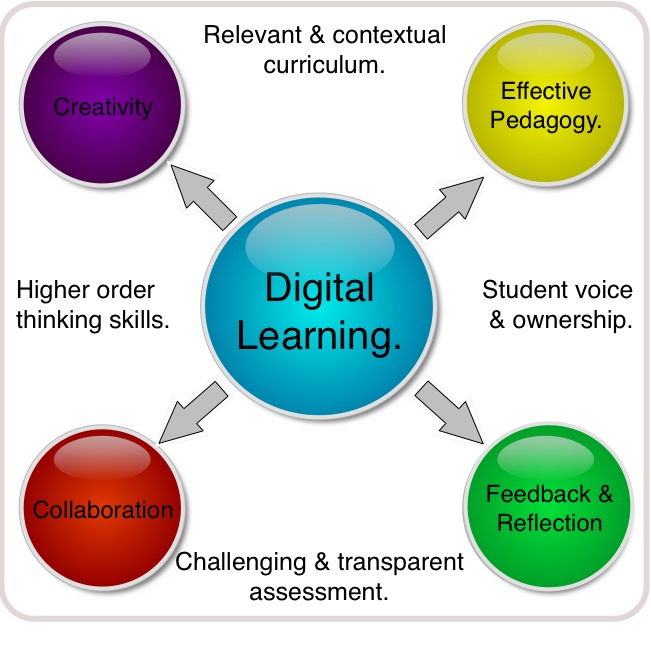 Relevant & contextual
curriculum.
Creativity
Effective
Pedagogy.
Higher order
thinking skills.
Digital
Learning.
Student voice
& ownership.
Collaboration
Feedback &
Reflection
Challenging & transparent
assessment.